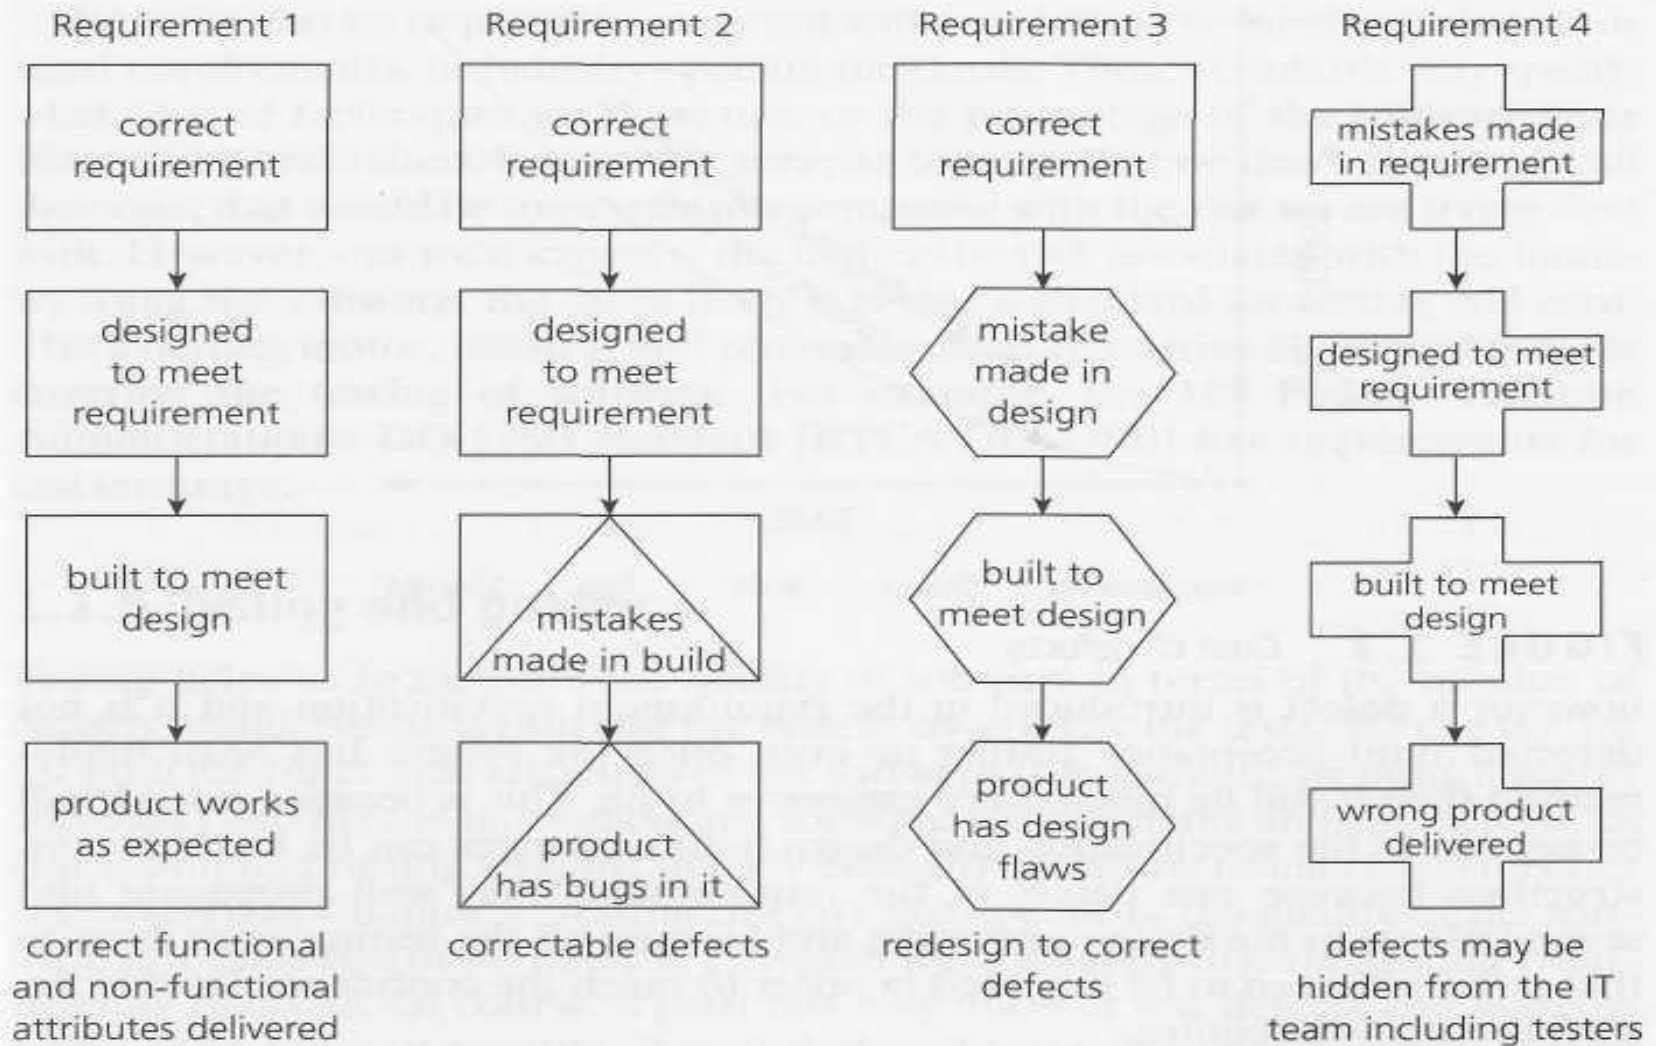 Requirement 1
correct
requirement
designed
to meet
requirement
built to meet
design
product works
as expected
correct functional
and non-functional
attributes delivered
Requirement 2
correct
requirement
designed
to meet
requirement
mistakes
made in build
product
has bugs in it
correctable defects
Requirement 3
correct
requirement
mistake
made in
design
built to
meet design
product
has design
flaws
redesign to correct
defects
Requirement 4
mistakes made
in requirement
designed to meet
requirement
built to meet
design
wrong product
delivered
defects may be
hidden from the IT
team including testers